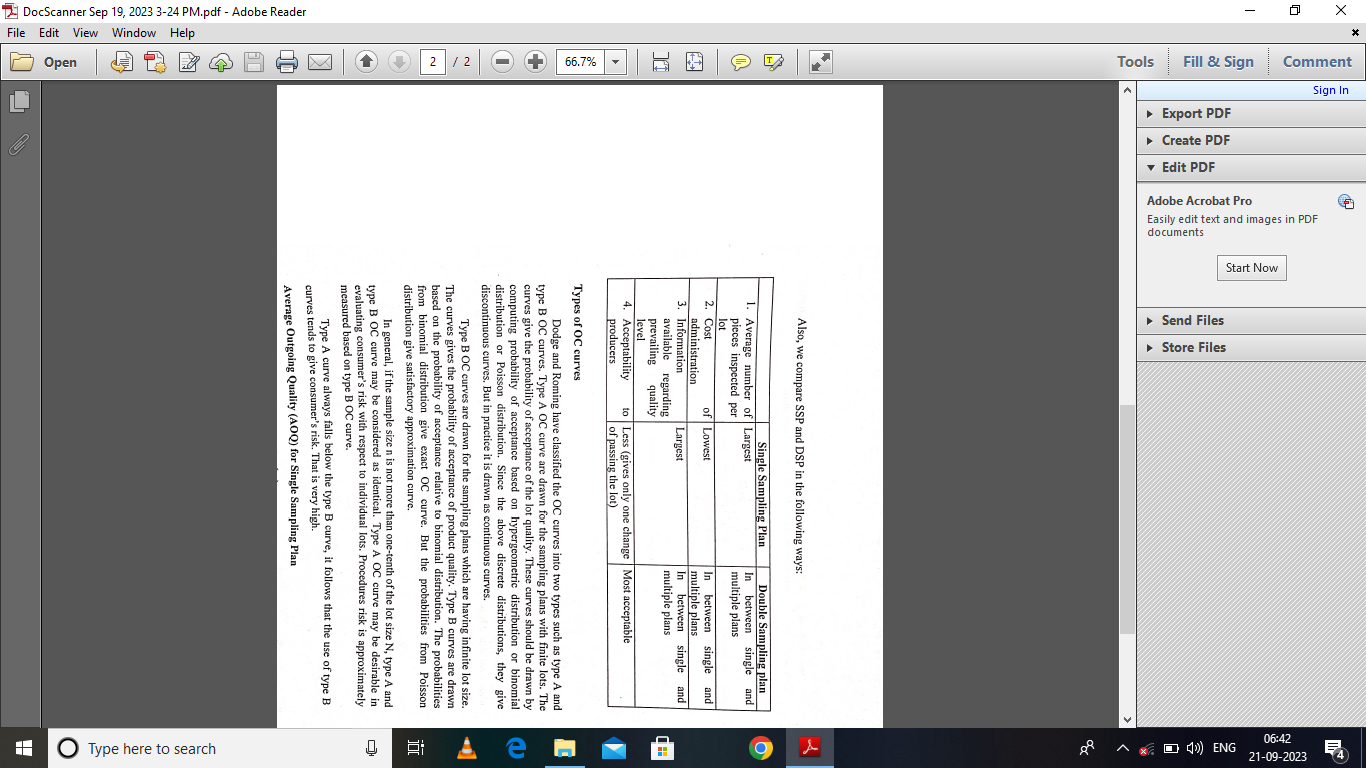 DocScanner Sep 19, 2023 3-24 PM.pdf - Adobe Reader
File Edit View Window Help
Open 2 / 2 66.7% Tools Fill & Sign Comment
Sign In
Export PDF
Create PDF
Edit PDF
Adobe Acrobat Pro
Easily edit text and images in PDF
documents
Start Now
Send Files
Store Files
Also, we compare SSP and DSP in the following ways:
Single Sampling Plan Double Sampling plan
1. Average number of pieces inspected per lot Largest In between single and multiple plans
2. Cost of administration Lowest In between single and multiple plans
3. Information available regarding prevailing quality level Largest In between single and multiple plans
4. Acceptability to producers Less (gives only one change of passing the lot) Most acceptable
Types of OC curves
Dodge and Roming have classified the OC curves into two types such as type A and
type B OC curves. Type A OC curve are drawn for the sampling plans with finite lots. The
curves give the probability of acceptance of the lot quality. These curves should be drawn by
computing probability of acceptance based on hypergeometric distribution or binomial
distribution or Poisson distribution. Since the above discrete distributions, they give
discontinuous curves. But in practice it is drawn as continuous curves.
Type B OC curves are drawn for the sampling plans which are having infinite lot size.
The curves gives the probability of acceptance of product quality. Type B curves are drawn
based on the probability of acceptance relative to binomial distribution. The probabilities
from binomial distribution give exact OC curve. But the probabilities from Poisson
distribution give satisfactory approximation curve.
In general, if the sample size n is not more than one-tenth of the lot size N, type A and
type B OC curve may be considered as identical. Type A OC curve may be desirable in
evaluating consumer's risk with respect to individual lots. Procedures risk is approximately
measured based on type B OC curve.
Type A curve always falls below the type B curve, it follows that the use of type B
curves tends to give consumer's risk. That is very high.
Average Outgoing Quality (AOQ) for Single Sampling Plan
Type here to search
ENG
06:42
21-09-2023
4